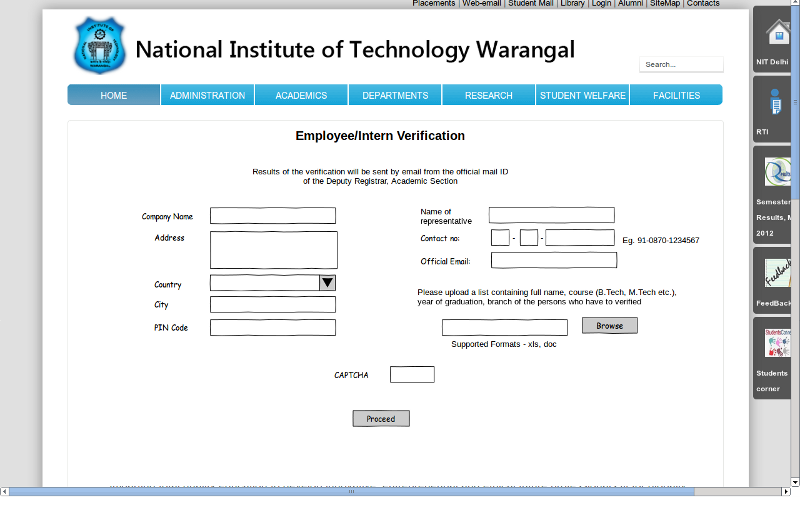 Placements | Web-email | Student Mail | Library | Login | Alumni | SiteMap | Contacts
National Institute of Technology Warangal
Search...
NIT Delhi
HOME
ADMINISTRATION
ACADEMICS
DEPARTMENTS
RESEARCH
STUDENT WELFARE
FACILITIES
RTI
Employee/Intern Verification
Results of the verification will be sent by email from the official mail ID
of the Deputy Registrar, Academic Section
Semester
Results, M
2012
Company Name
Name of
representative
Address
Contact no:
- -
Eg. 91-0870-1234567
Official Email:
Country
City
PIN Code
Please upload a list containing full name, course (B.Tech, M.Tech etc.),
year of graduation, branch of the persons who have to verified
Browse
Supported Formats - xls, doc
Feedback
FeedBack
Students
corner
CAPTCHA
Proceed